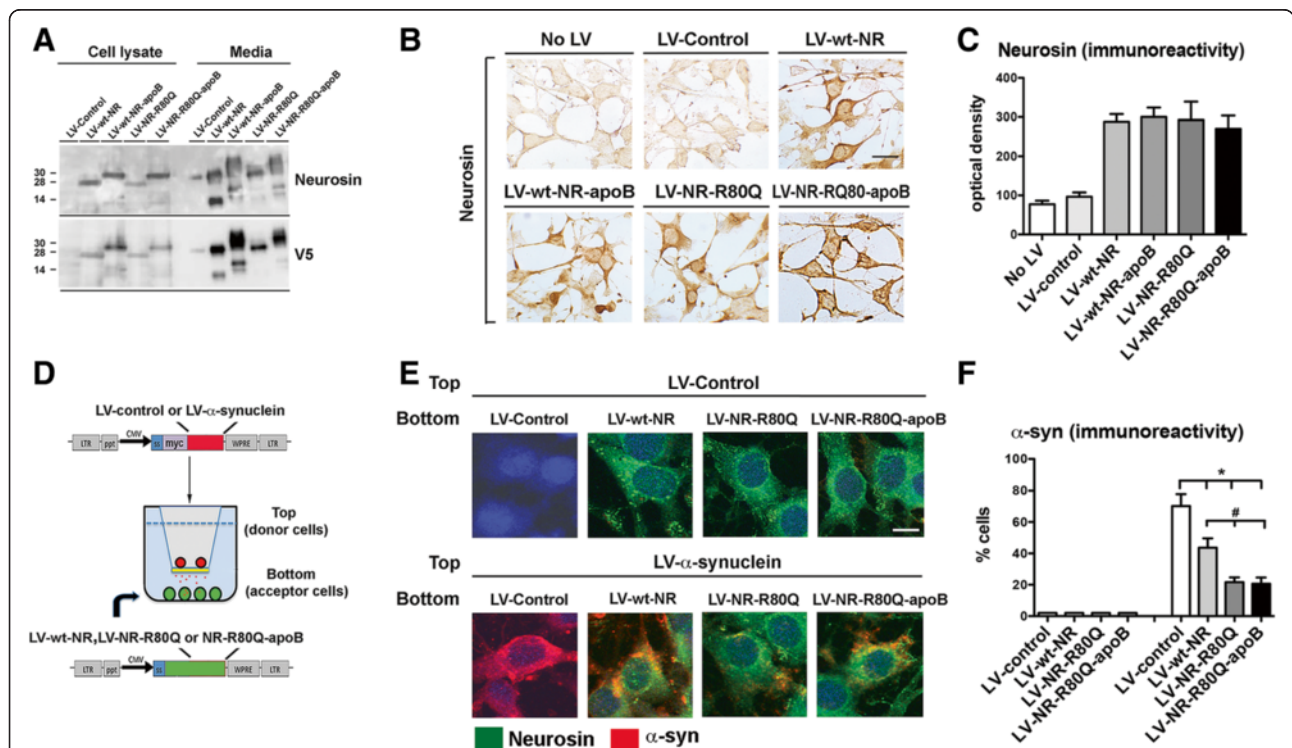 A
Cell lysate Media
LV-Control
LV-wt-NR
LV-wt-NR-apoB
LV-NR-R80Q
LV-NR-R80Q-apoB
LV-Control
LV-wt-NR
LV-wt-NR-apoB
LV-NR-R80Q
LV-NR-R80Q-apoB
30
28
14
Neurosin
30
28
14
V5
B
No LV LV-Control LV-wt-NR
Neurosin
LV-wt-NR-apoB LV-NR-R80Q LV-NR-RQ80-apoB
C
Neurosin (immunoreactivity)
optical density
400
300
200
100
0
No LV
LV-control
LV-wt-NR
LV-wt-NR-apoB
LV-NR-R80Q
LV-NR-R80Q-apoB
D
LV-control or LV-α-synuclein
LTR ppt CMV ss myc WPRE LTR
Top
(donor cells)
Bottom
(acceptor cells)
LV-wt-NR,LV-NR-R80Q or NR-R80Q-apoB
LTR ppt CMV ss WPRE LTR
E
Top LV-Control
Bottom LV-Control LV-wt-NR LV-NR-R80Q LV-NR-R80Q-apoB
Top LV-α-synuclein
Bottom LV-Control LV-wt-NR LV-NR-R80Q LV-NR-R80Q-apoB
Neurosin α-syn
F
α-syn (immunoreactivity)
% cells
100
80
60
40
20
0
*
#
LV-control
LV-wt-NR
LV-NR-R80Q
LV-NR-R80Q-apoB
LV-control
LV-wt-NR
LV-NR-R80Q
LV-NR-R80Q-apoB